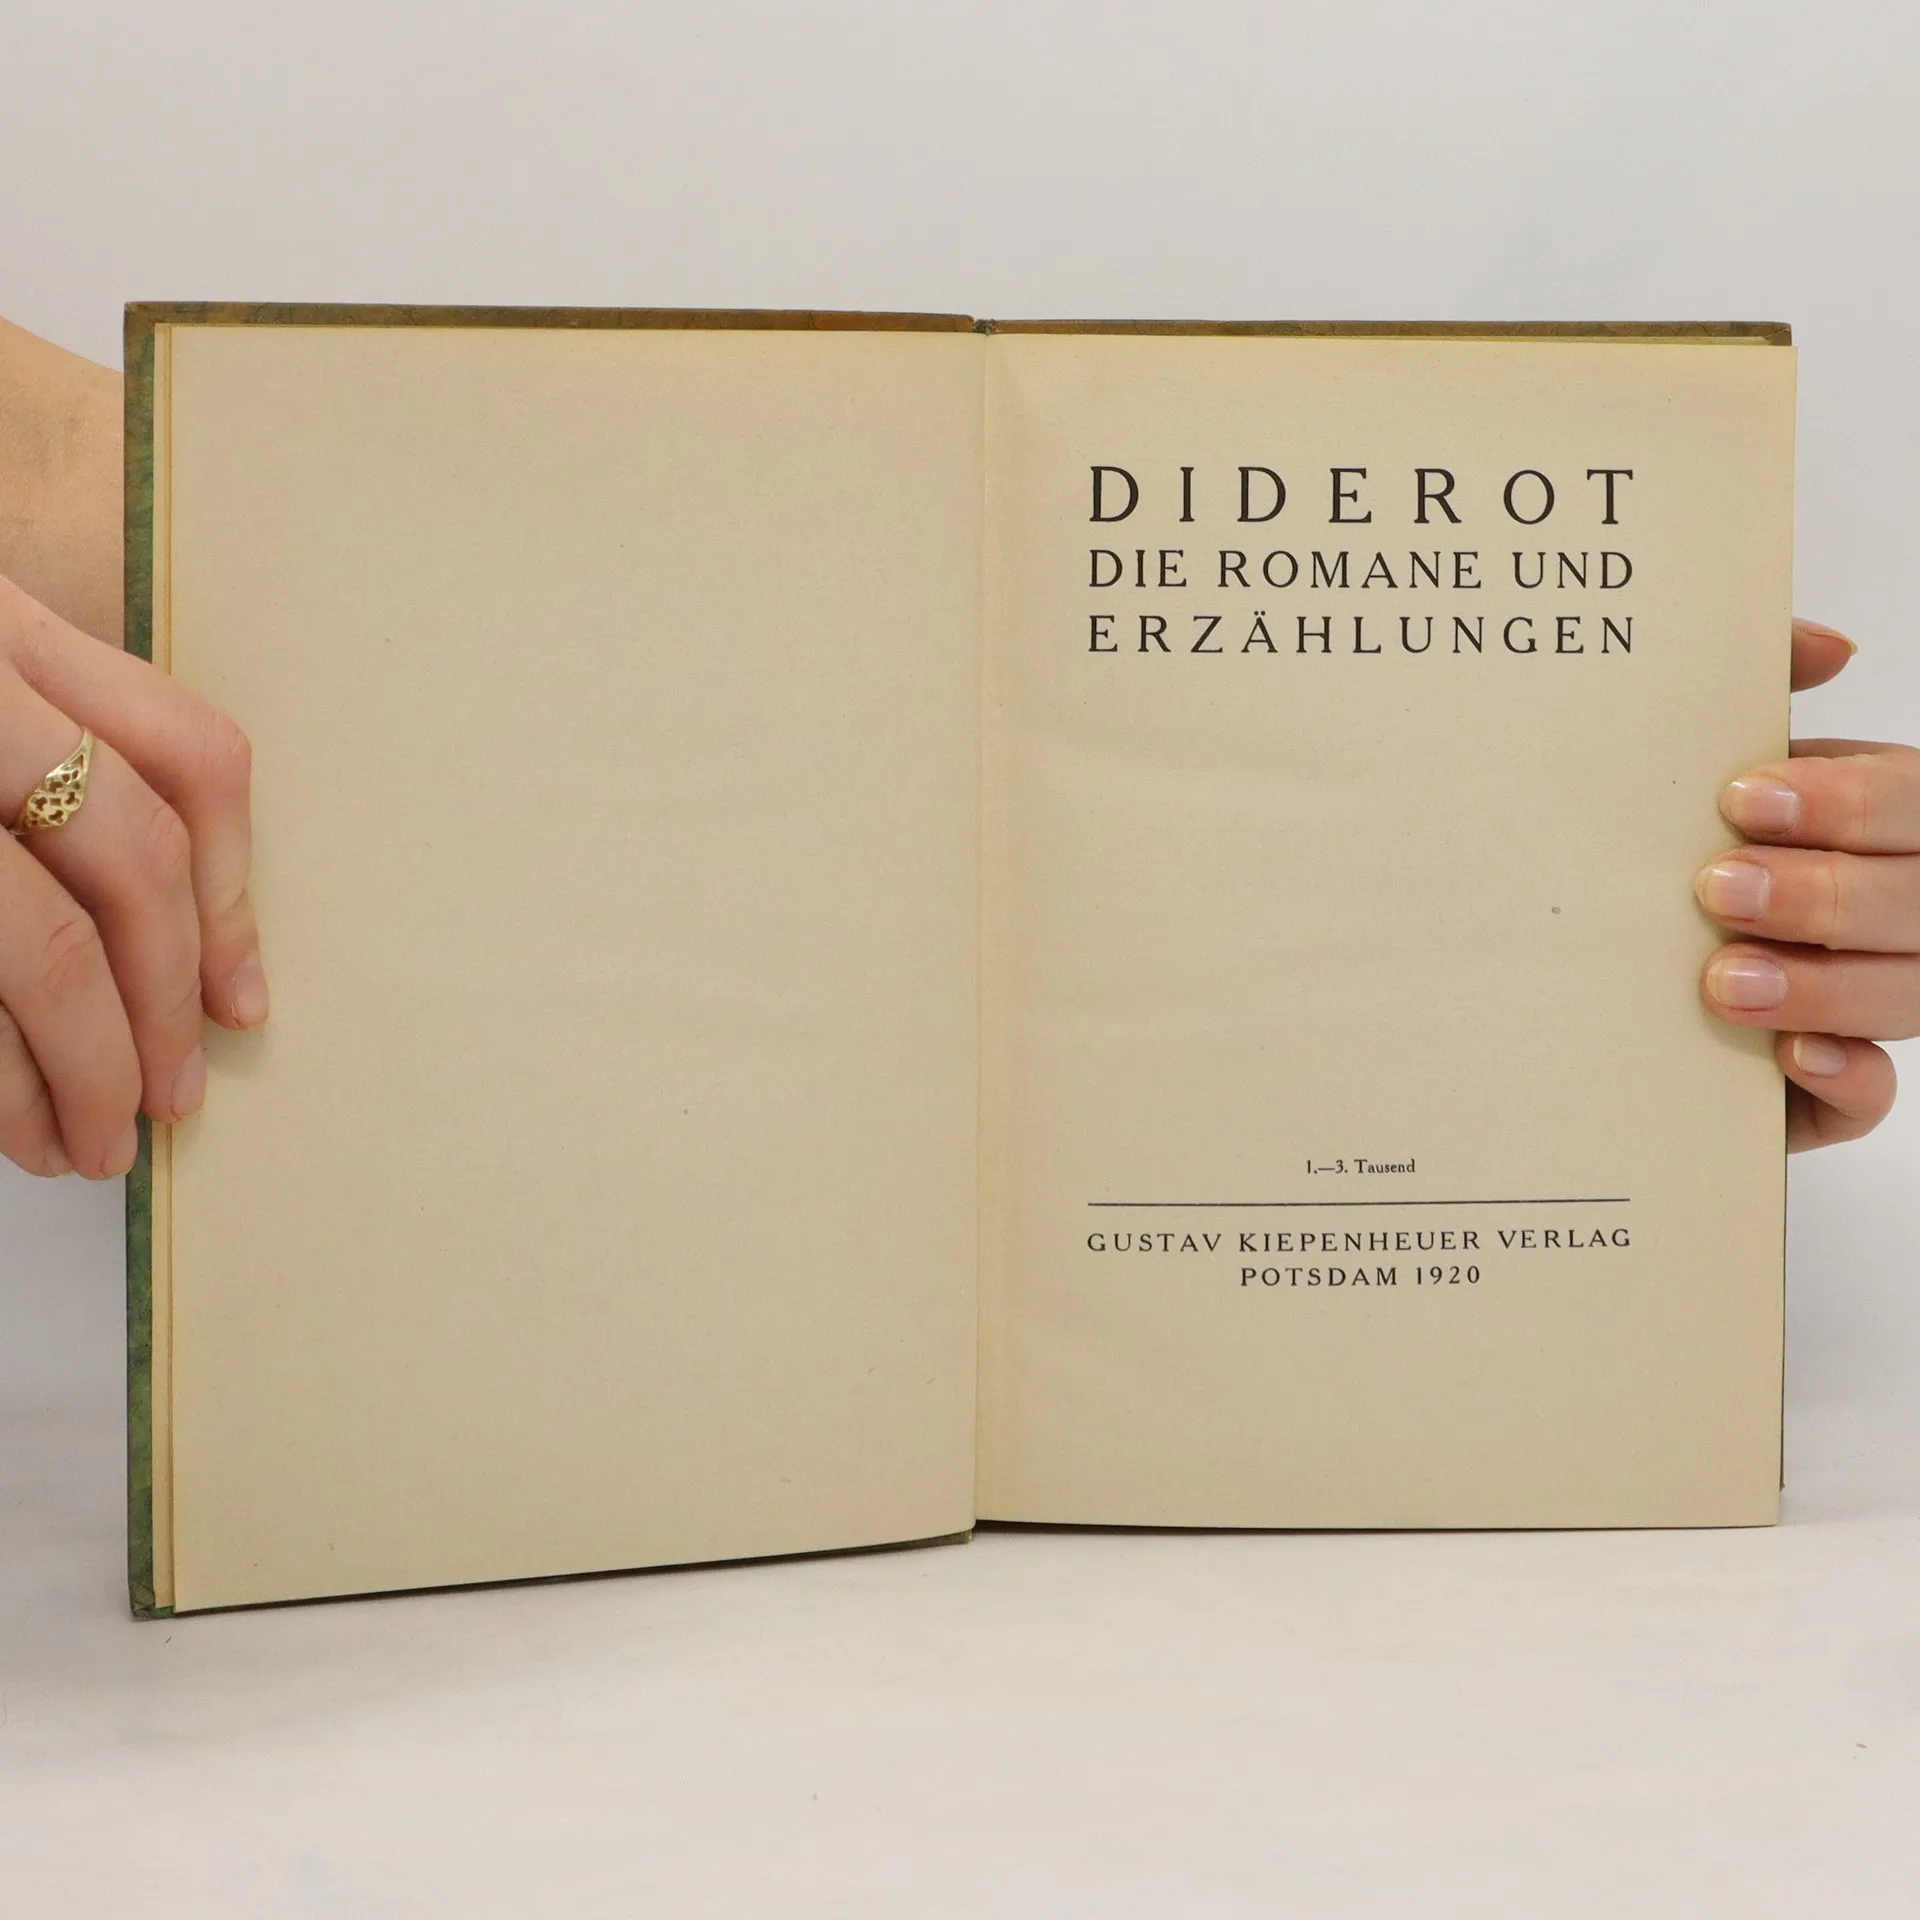 DIDEROT
DIE ROMANE UND
ERZÄHLUNGEN
1.—3. Tausend
GUSTAV KIEPENHEUER VERLAG
POTSDAM 1920